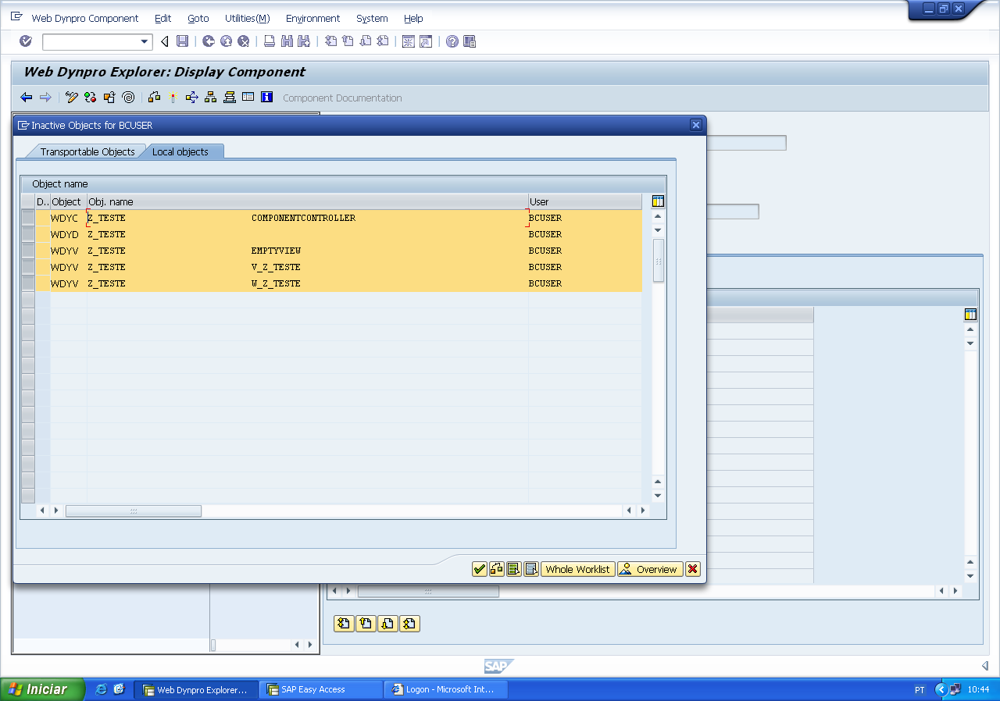 Web Dynpro Component Edit Goto Utilities(M) Environment System Help
Web Dynpro Explorer: Display Component
Component Documentation
Inactive Objects for BCUSER
Transportable Objects Local objects
Object name
D.. Object Obj. name User
WDYC Z_TESTE COMPONENTCONTROLLER BCUSER
WDYD Z_TESTE BCUSER
WDYV Z_TESTE EMPTYVIEW BCUSER
WDYV Z_TESTE V_Z_TESTE BCUSER
WDYV Z_TESTE W_Z_TESTE BCUSER
Whole Worklist Overview
SAP
Iniciar Web Dynpro Explorer... SAP Easy Access Logon - Microsoft Int... PT 10:44